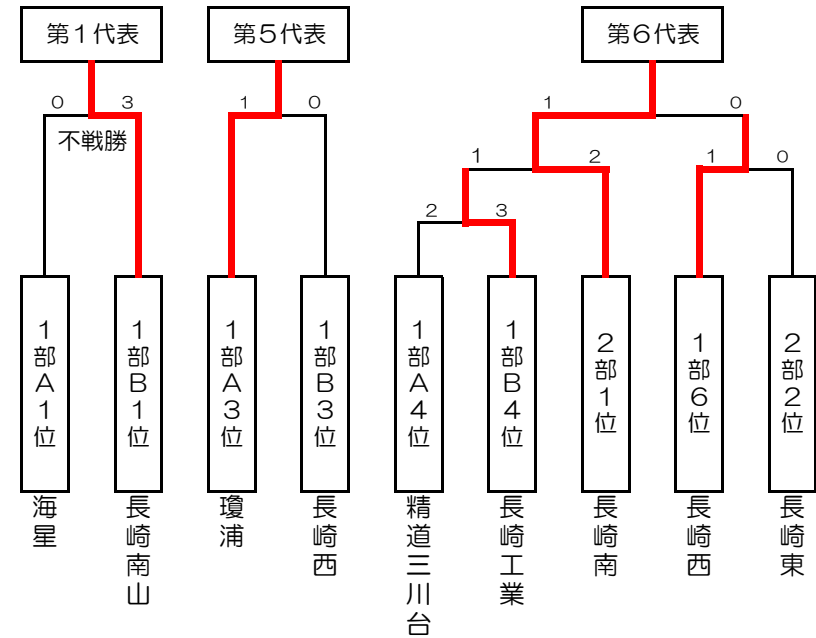 第１代表
第５代表
第６代表
0
3
1
0
1
0
不戦勝
1
2
1
0
2
3
1部A1位
1部B1位
1部A3位
1部B3位
1部A4位
1部B4位
2部1位
1部6位
2部2位
海星
長崎南山
瓊浦
長崎西
精道三川台
長崎工業
長崎南
長崎西
長崎東